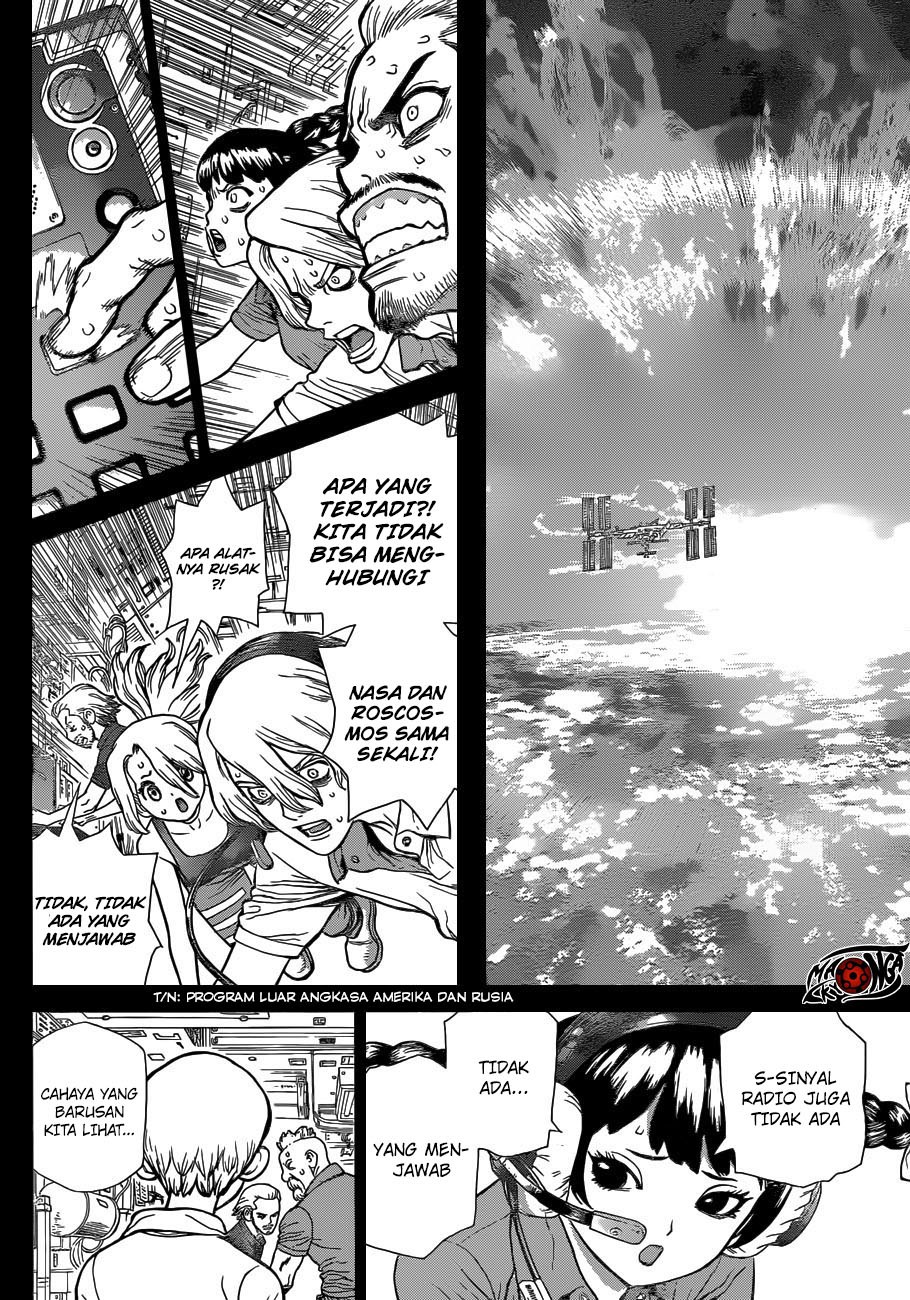 APA YANG
TERJADI?!
KITA TIDAK
BISA MENG-
HUBUNGI
APA ALAT-
NYA RUSAK
?!
NASA DAN
ROSCOS-
MOS SAMA
SEKALI!
TIDAK, TIDAK
ADA YANG
MENJAWAB
T/N: PROGRAM LUAR ANGKASA AMERIKA DAN RUSIA
S-SINYAL
RADIO JUGA
TIDAK ADA
TIDAK
ADA...
YANG MEN-
JAWAB
CAHAYA YANG
BARUSAN
KITA LIHAT...